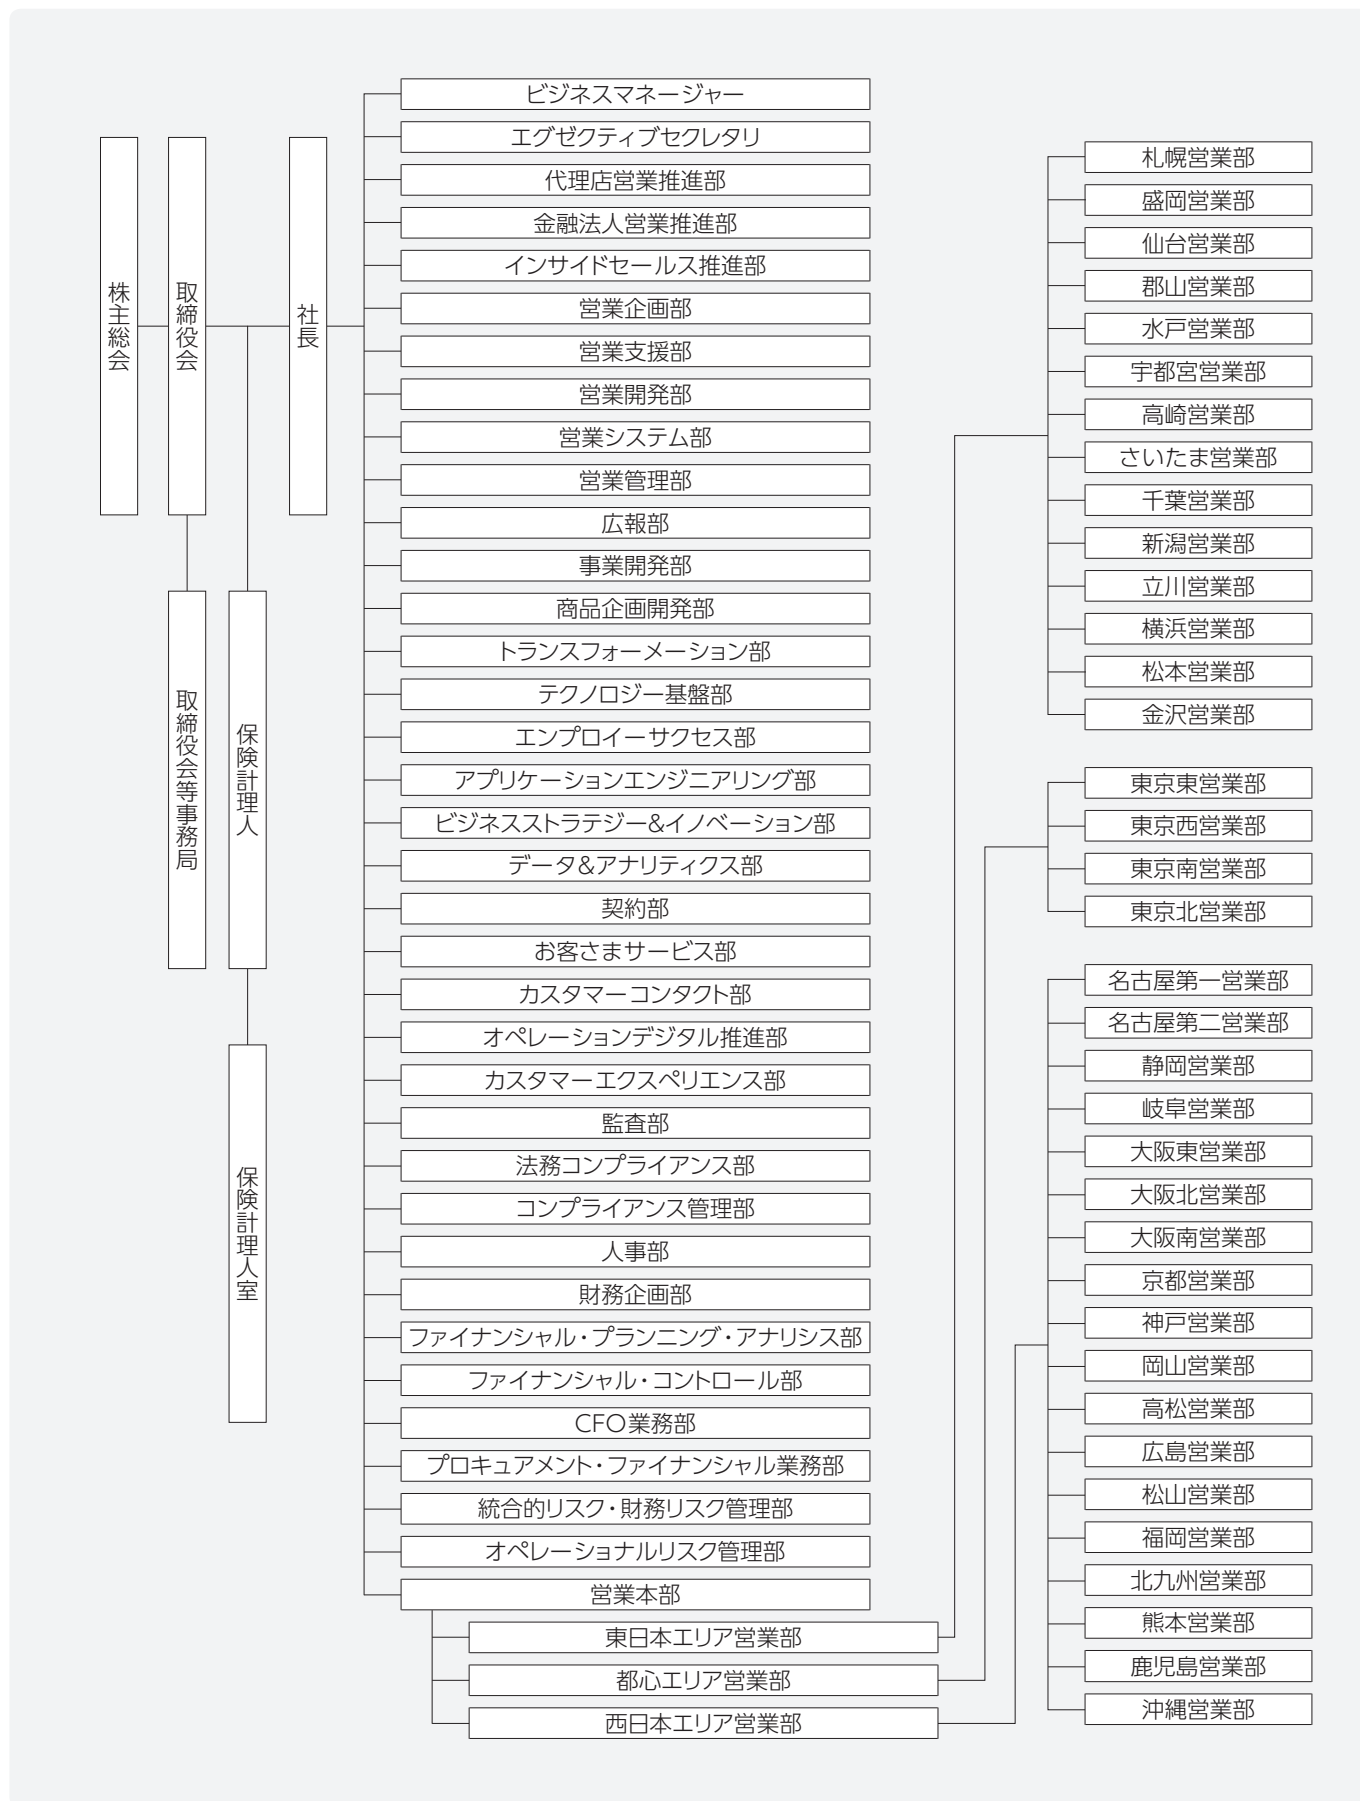 株主総会
取締役会
社長
取締役会等事務局
保険計理人
保険計理人室
ビジネスマネージャー
エグゼクティブセクレタリ
代理店営業推進部
金融法人営業推進部
インサイドセールス推進部
営業企画部
営業支援部
営業開発部
営業システム部
営業管理部
広報部
事業開発部
商品企画開発部
トランスフォーメーション部
テクノロジー基盤部
エンプロイーサクセス部
アプリケーションエンジニアリング部
ビジネスストラテジー&イノベーション部
データ&アナリティクス部
契約部
お客さまサービス部
カスタマーコンタクト部
オペレーションデジタル推進部
カスタマーエクスペリエンス部
監査部
法務コンプライアンス部
コンプライアンス管理部
人事部
財務企画部
ファイナンシャル・プランニング・アナリシス部
ファイナンシャル・コントロール部
CFO業務部
プロキュアメント・ファイナンシャル業務部
統合的リスク・財務リスク管理部
オペレーショナルリスク管理部
営業本部
東日本エリア営業部
都心エリア営業部
西日本エリア営業部
札幌営業部
盛岡営業部
仙台営業部
郡山営業部
水戸営業部
宇都宮営業部
高崎営業部
さいたま営業部
千葉営業部
新潟営業部
立川営業部
横浜営業部
松本営業部
金沢営業部
東京東営業部
東京西営業部
東京南営業部
東京北営業部
名古屋第一営業部
名古屋第二営業部
静岡営業部
岐阜営業部
大阪東営業部
大阪北営業部
大阪南営業部
京都営業部
神戸営業部
岡山営業部
高松営業部
広島営業部
松山営業部
福岡営業部
北九州営業部
熊本営業部
鹿児島営業部
沖縄営業部